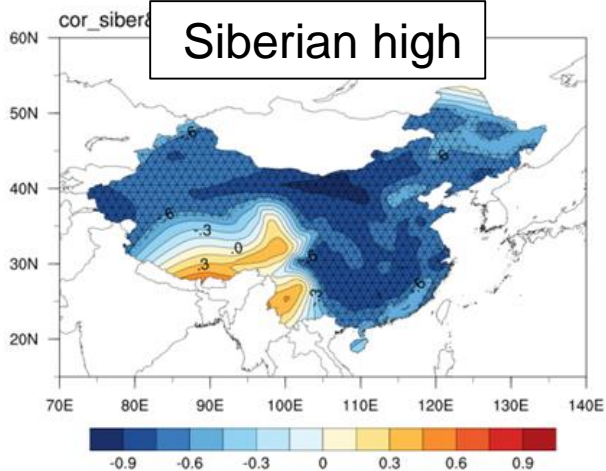 cor_siber&
Siberian high
60N
50N
40N
30N
20N
70E 80E 90E 100E 110E 120E 130E 140E
-.6
-.6
-.3
.0
.3
-.6
.3
-.6
-.6
-0.9 -0.6 -0.3 0 0.3 0.6 0.9